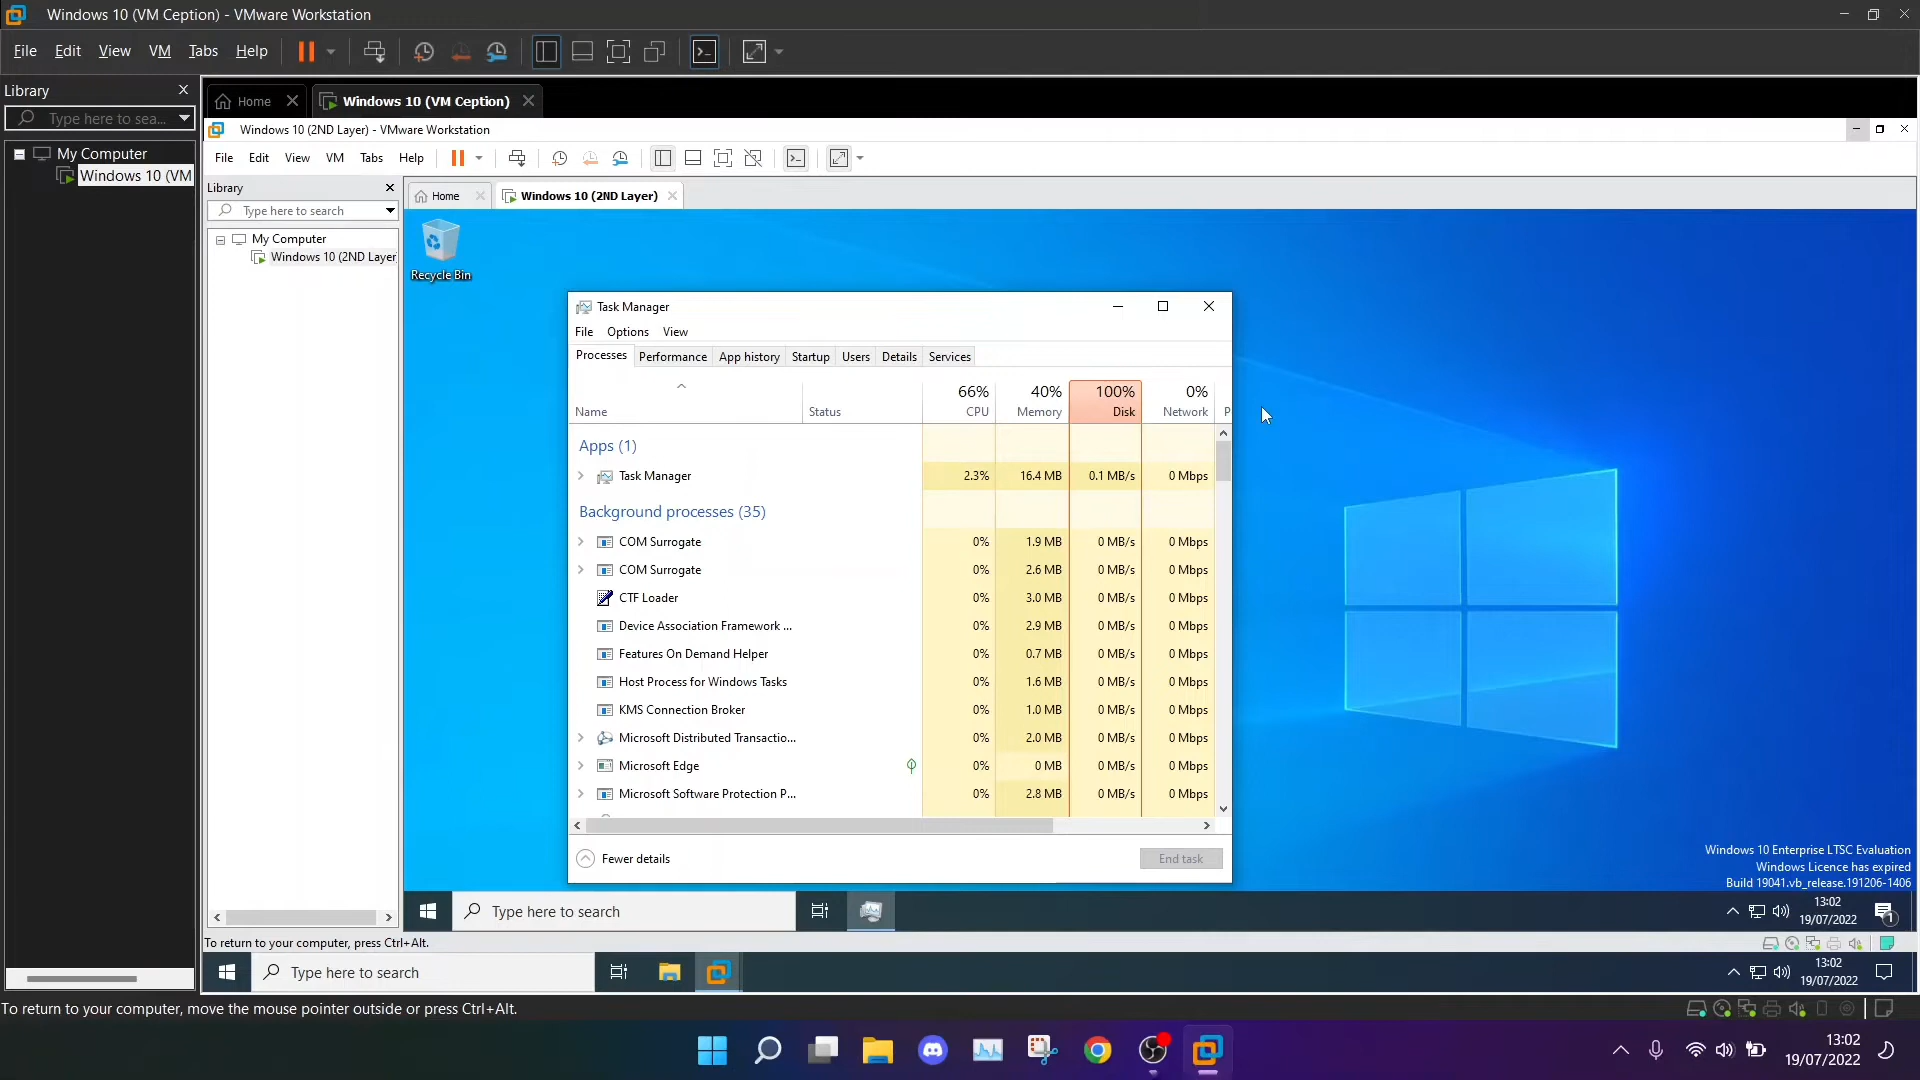 Windows 10 (VM Ception) - VMware Workstation
File Edit View VM Tabs Help
Library
Type here to sea...
My Computer
Windows 10 (VM
Home
Windows 10 (VM Ception)
Windows 10 (2ND Layer) - VMware Workstation
File Edit View VM Tabs Help
Library
Type here to search
My Computer
Windows 10 (2ND Layer
Home
Windows 10 (2ND Layer)
Recycle Bin
Task Manager
File Options View
Processes Performance App history Startup Users Details Services
66% 40% 100% 0%
Name Status CPU Memory Disk Network P
Apps (1)
Task Manager 2.3% 16.4 MB 0.1 MB/s 0 Mbps
Background processes (35)
COM Surrogate 0% 1.9 MB 0 MB/s 0 Mbps
COM Surrogate 0% 2.6 MB 0 MB/s 0 Mbps
CTF Loader 0% 3.0 MB 0 MB/s 0 Mbps
Device Association Framework ... 0% 2.9 MB 0 MB/s 0 Mbps
Features On Demand Helper 0% 0.7 MB 0 MB/s 0 Mbps
Host Process for Windows Tasks 0% 1.6 MB 0 MB/s 0 Mbps
KMS Connection Broker 0% 1.0 MB 0 MB/s 0 Mbps
Microsoft Distributed Transactio... 0% 2.0 MB 0 MB/s 0 Mbps
Microsoft Edge 0% 0 MB 0 MB/s 0 Mbps
Microsoft Software Protection P... 0% 2.8 MB 0 MB/s 0 Mbps
Fewer details
End task
Windows 10 Enterprise LTSC Evaluation
Windows Licence has expired
Build 19041.vb_release.191206-1406
Type here to search
13:02
19/07/2022
1
To return to your computer, press Ctrl+Alt.
Type here to search
13:02
19/07/2022
To return to your computer, move the mouse pointer outside or press Ctrl+Alt.
13:02
19/07/2022